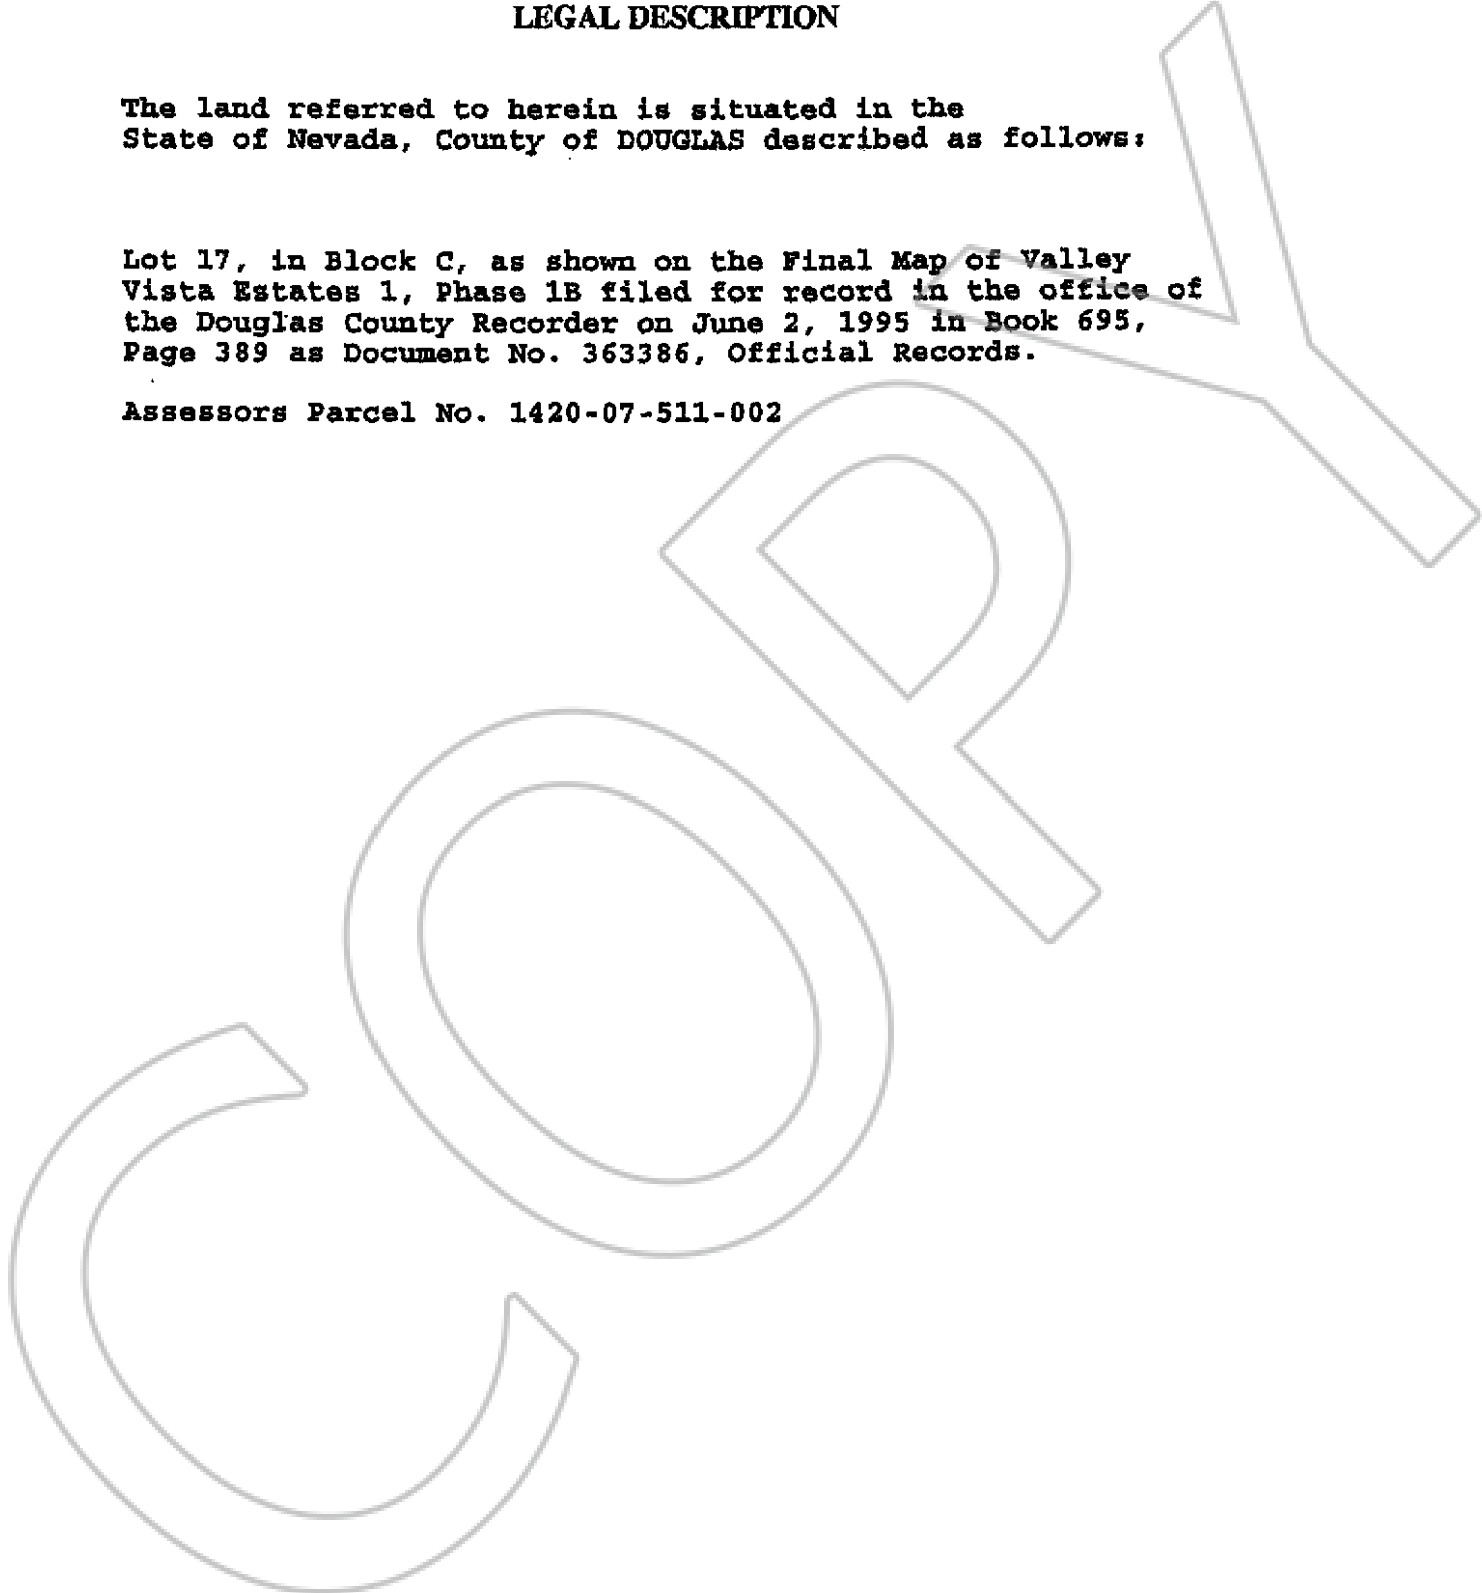 LEGAL DESCRIPTION
The land referred to herein is situated in the
State of Nevada, County of DOUGLAS described as follows:
Lot 17, in Block C, as shown on the Final Map of Valley
Vista Estates 1, Phase 1B filed for record in the office of
the Douglas County Recorder on June 2, 1995 in Book 695,
Page 389 as Document No. 363386, Official Records.
Assessors Parcel No. 1420-07-511-002
COPY